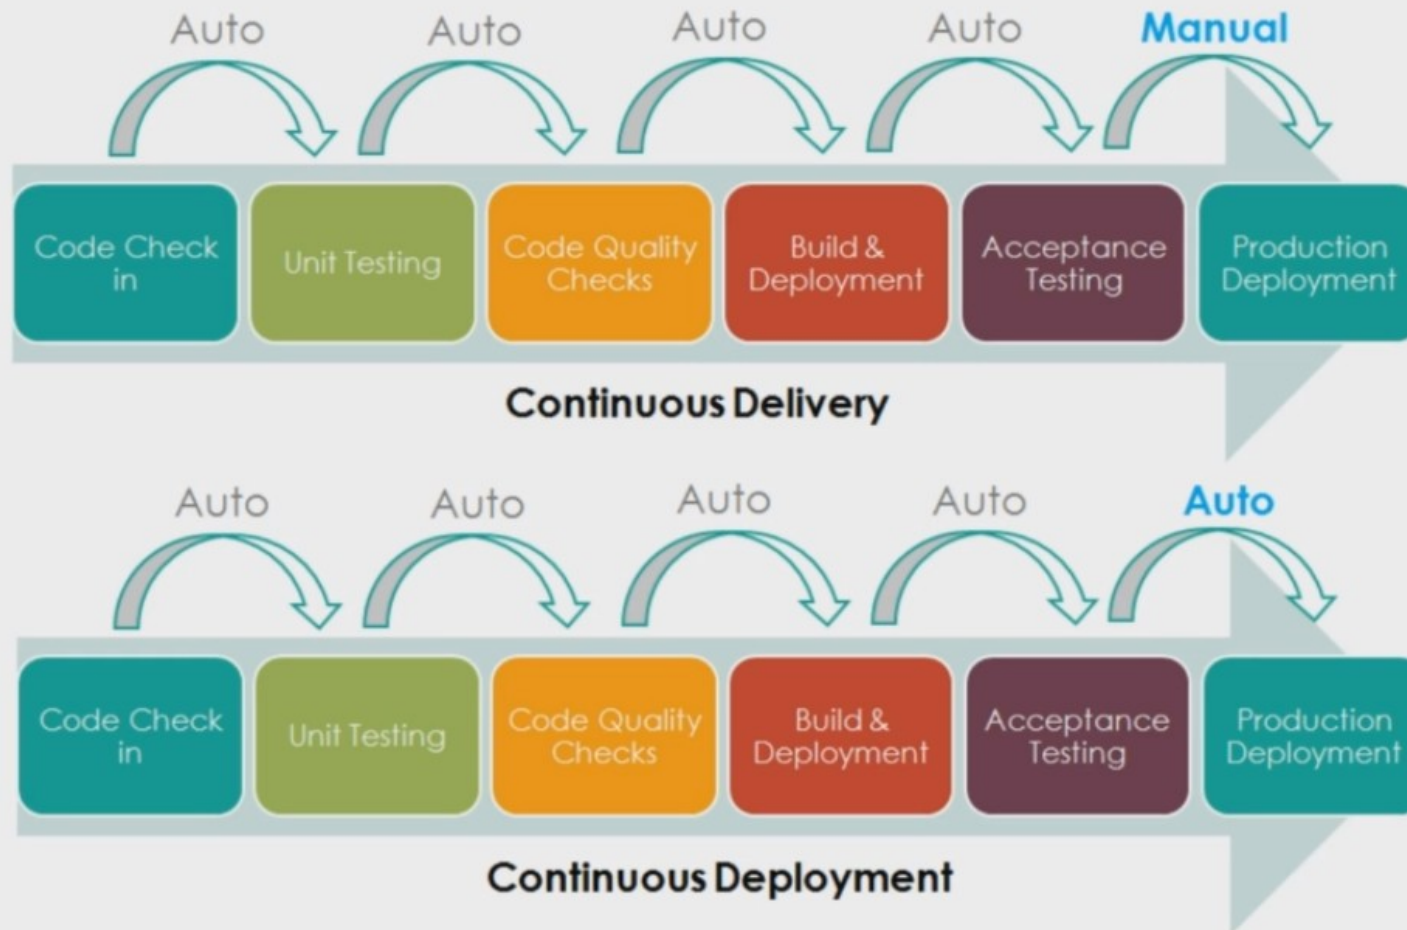 Auto
Auto
Auto
Auto
Manual
Code Check
in
Unit Testing
Code Quality
Checks
Build &
Deployment
Acceptance
Testing
Production
Deployment
Continuous Delivery
Auto
Auto
Auto
Auto
Auto
Code Check
in
Unit Testing
Code Quality
Checks
Build &
Deployment
Acceptance
Testing
Production
Deployment
Continuous Deployment